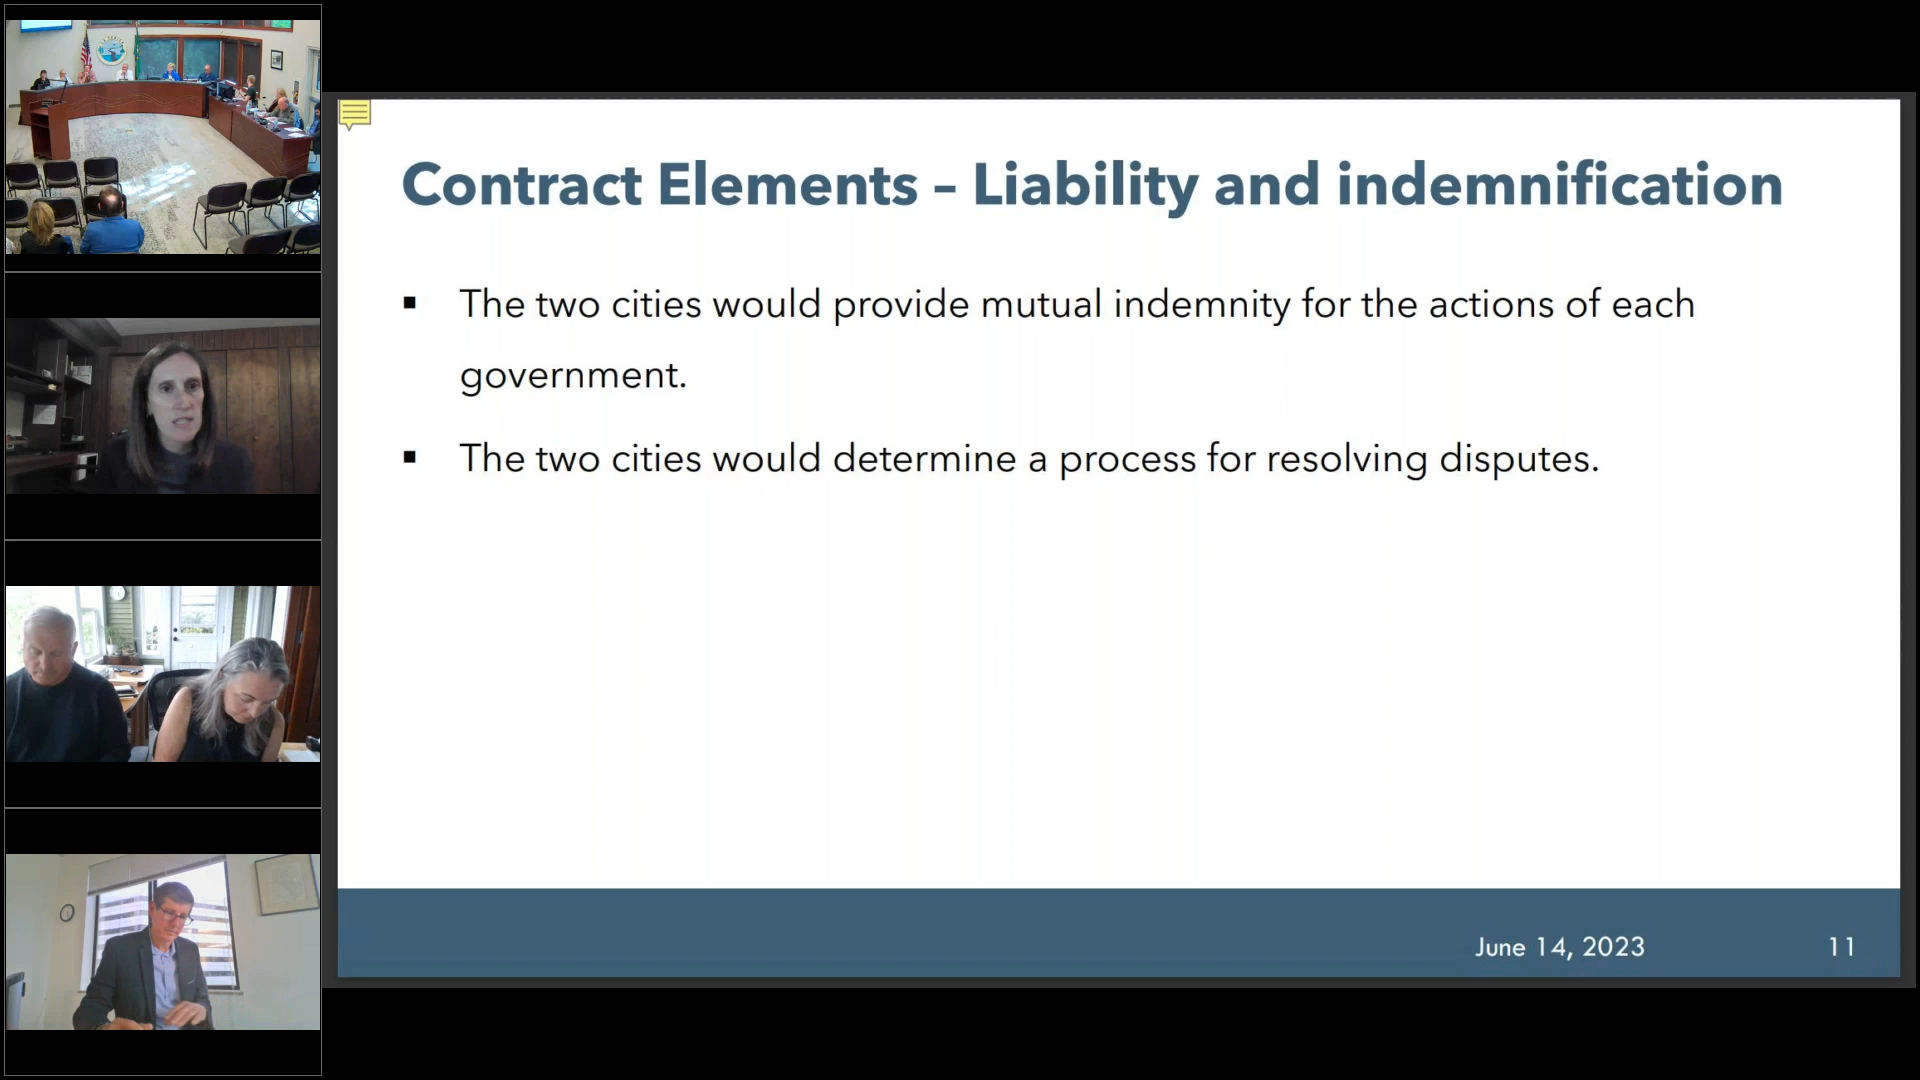 Contract Elements – Liability and indemnification
▪ The two cities would provide mutual indemnity for the actions of each
government.
▪ The two cities would determine a process for resolving disputes.
June 14, 2023
11